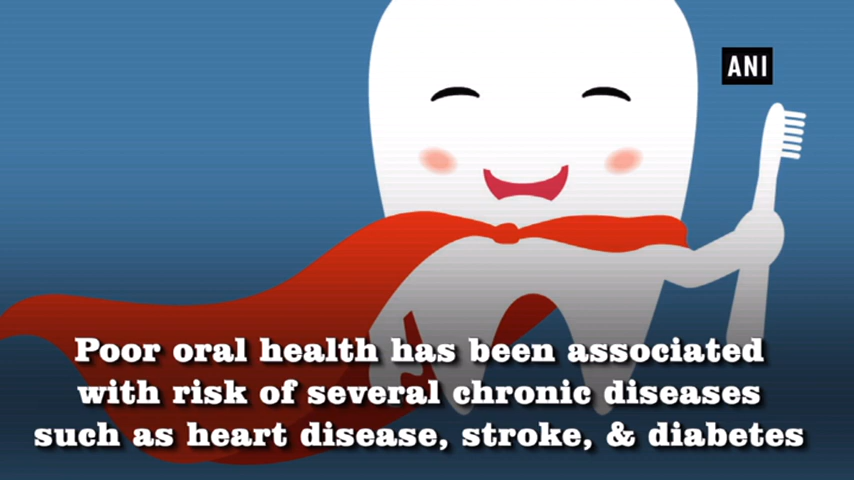 ANI
Poor oral health has been associated
with risk of several chronic diseases
such as heart disease, stroke, & diabetes